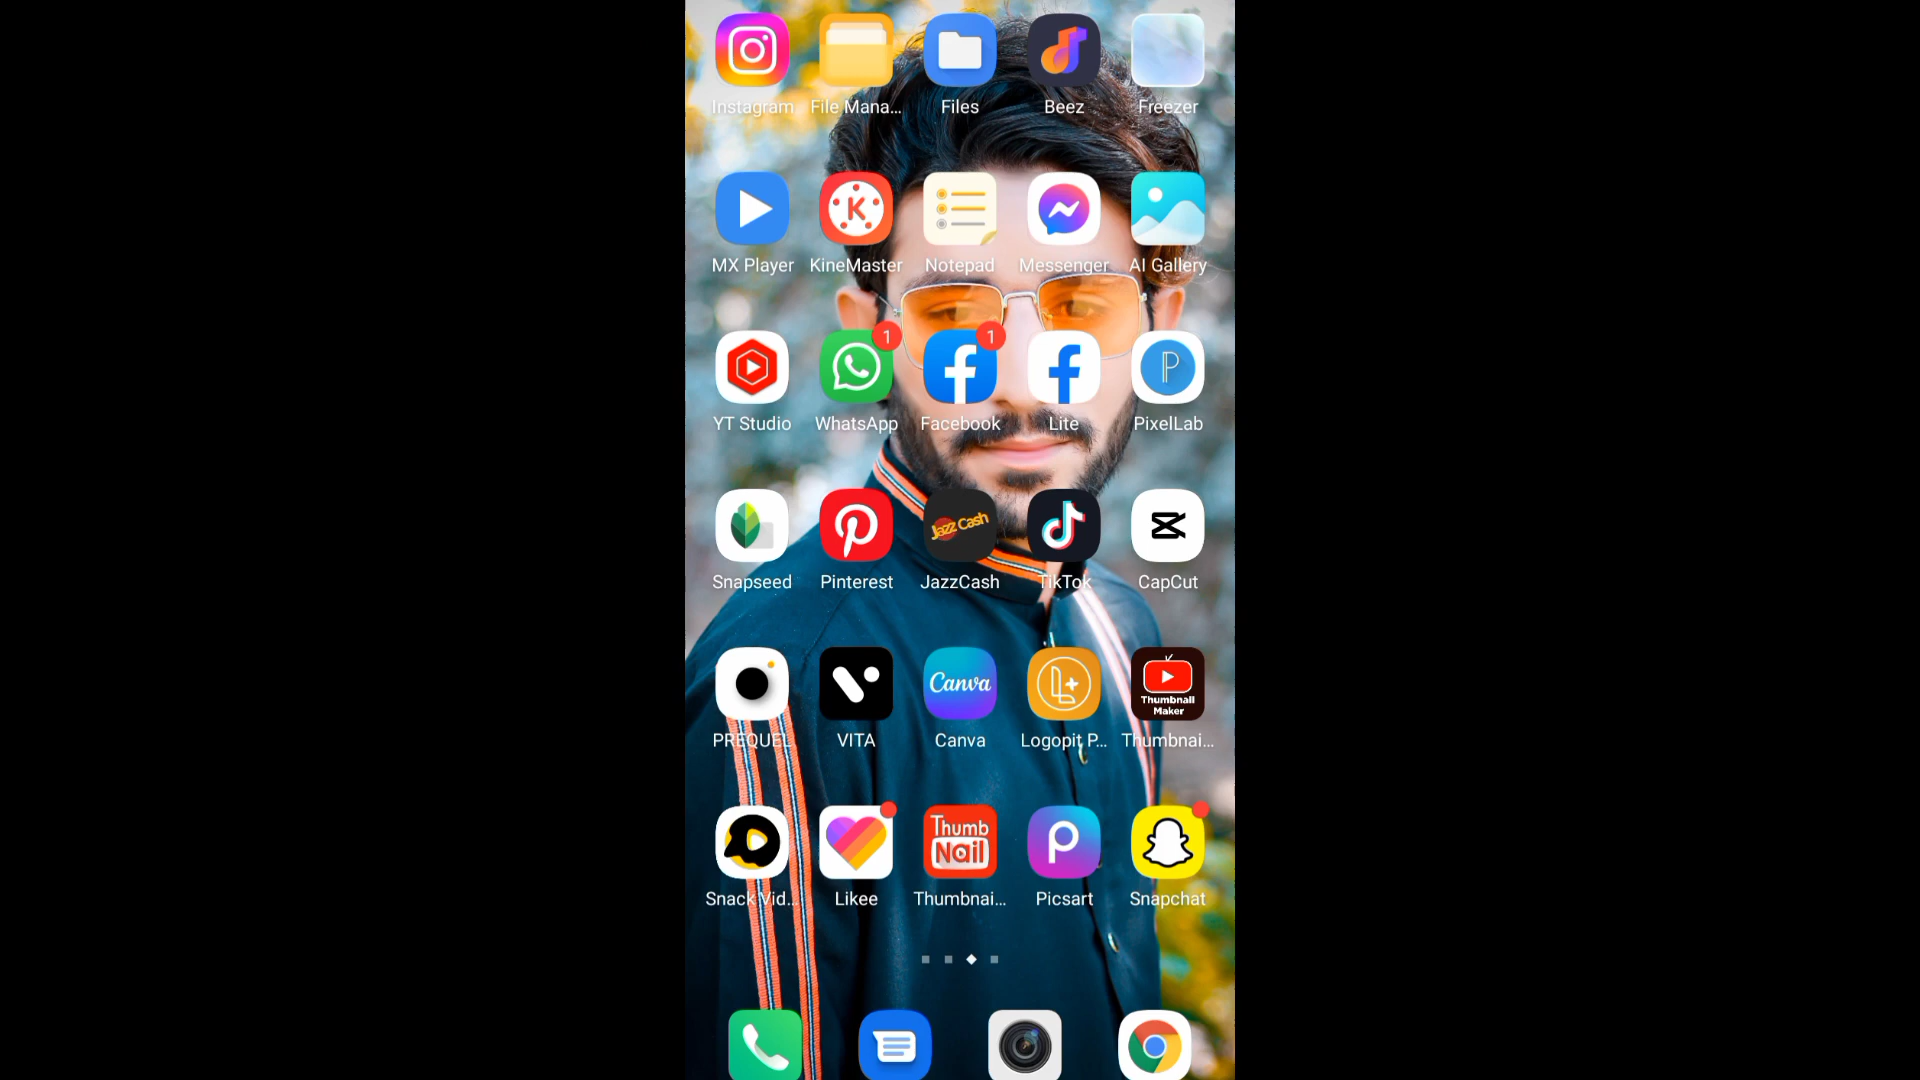 Instagram File Mana... Files Beez Freezer
MX Player KineMaster Notepad Messenger AI Gallery
1 1
YT Studio WhatsApp Facebook Lite PixelLab
Jazz Cash
Snapseed Pinterest JazzCash TikTok CapCut
Canva
Thumbnail
Maker
PREQUEL VITA Canva Logopit P... Thumbnai...
Thumb
Nail
Snack Vid... Likee Thumbnai... Picsart Snapchat